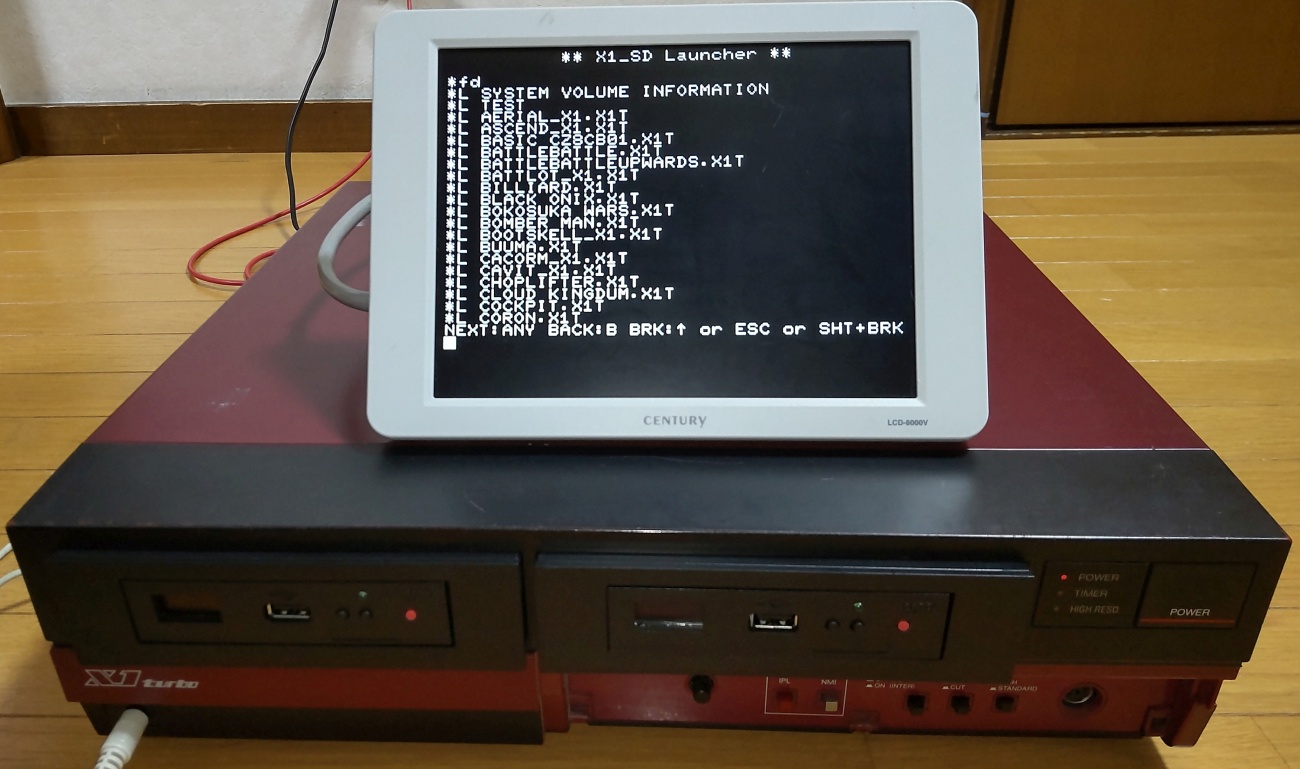 ** X1_SD Launcher **
*fd
*L SYSTEM VOLUME INFORMATION
*L TEST
*L AERIAL_X1.X1T
*L ASCEND_X1.X1T
*L BASIC_CZ8CB01.X1T
*L BATTLEBATTLE.X1T
*L BATTLEBATTLEUPWARDS.X1T
*L BATTLOT_X1.X1T
*L BILLIARD.X1T
*L BLACK ONIX.X1T
*L BOKOSUKA WARS.X1T
*L BOMBER MAN.X1T
*L BOOTSKELL_X1.X1T
*L BUUMA.X1T
*L CACORM_X1.X1T
*L CAVIT_X1.X1T
*L CHOPLIFTER.X1T
*L CLOUD KINGDUM.X1T
*L COCKPIT.X1T
*L CORON.X1T
NEXT:ANY BACK:B BRK:↑ or ESC or SHT+BRK
CENTURY
LCD-8000V
POWER
TIMER
HIGH RESO
POWER
X1 turbo
IPL
NMI
ON (INTER)
CUT
STANDARD